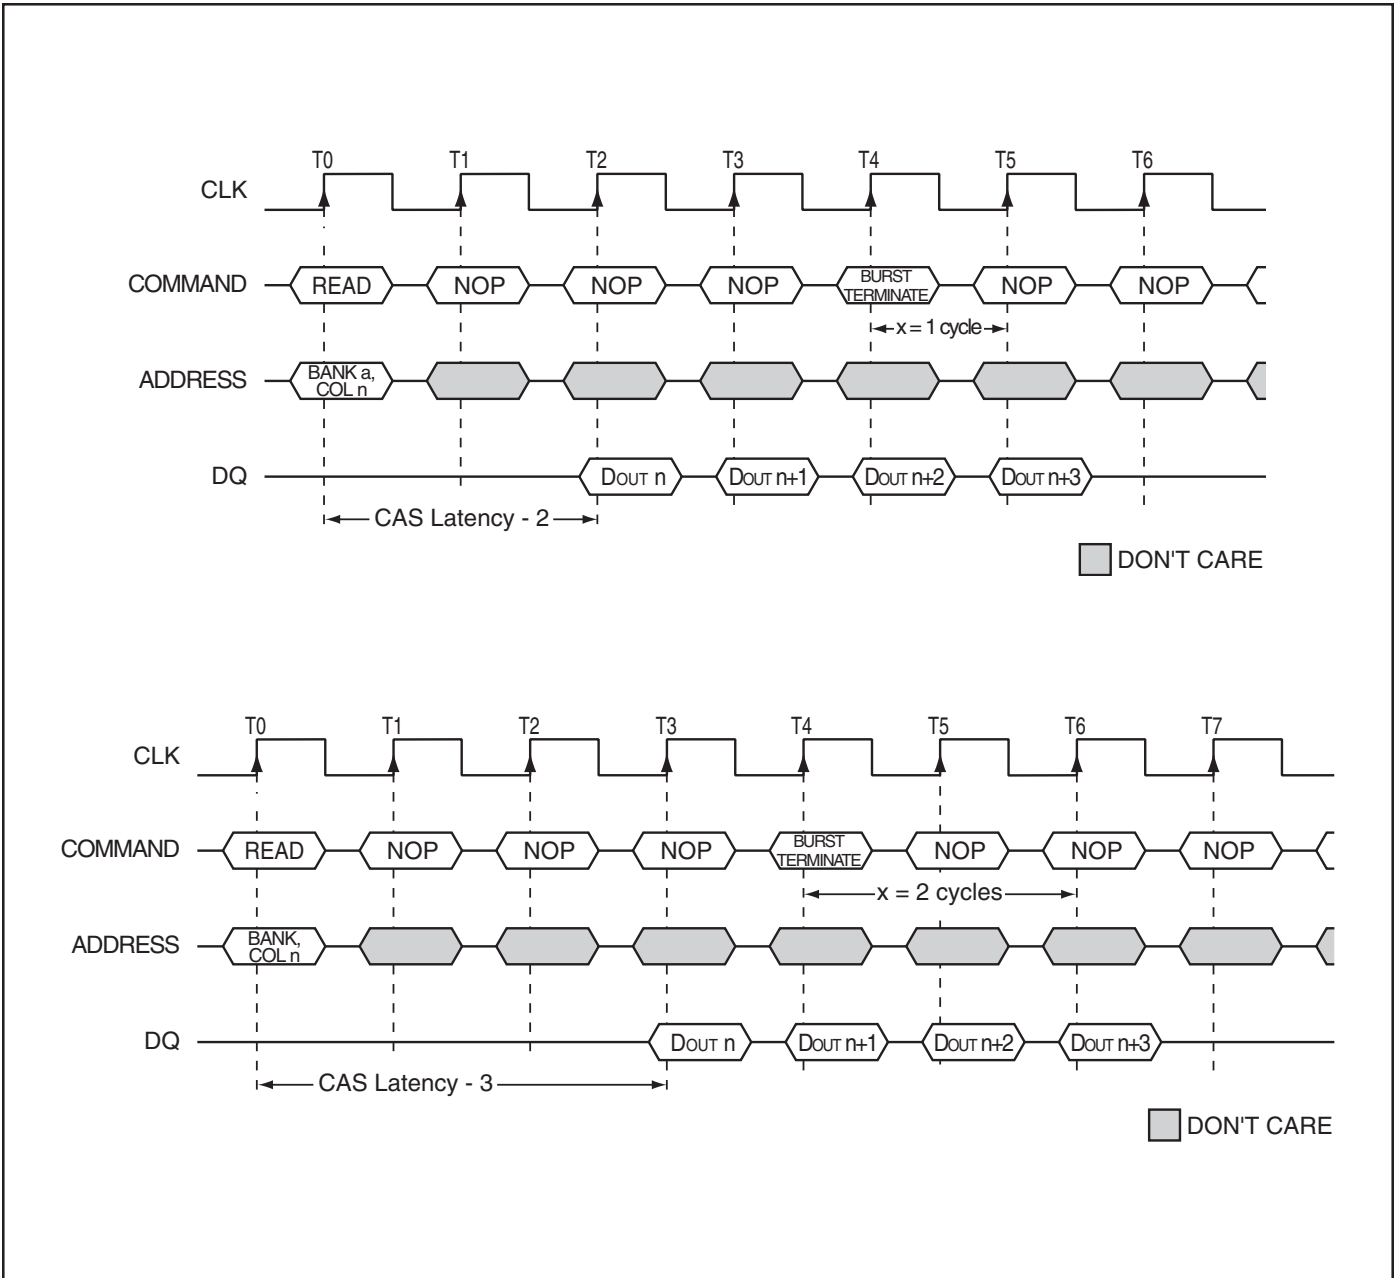 T0 T1 T2 T3 T4 T5 T6
CLK
COMMAND READ NOP NOP NOP BURST TERMINATE NOP NOP
x = 1 cycle
ADDRESS BANK a, COL n
DQ DOUT n DOUT n+1 DOUT n+2 DOUT n+3
CAS Latency - 2
DON'T CARE
T0 T1 T2 T3 T4 T5 T6 T7
CLK
COMMAND READ NOP NOP NOP BURST TERMINATE NOP NOP NOP
x = 2 cycles
ADDRESS BANK, COL n
DQ DOUT n DOUT n+1 DOUT n+2 DOUT n+3
CAS Latency - 3
DON'T CARE